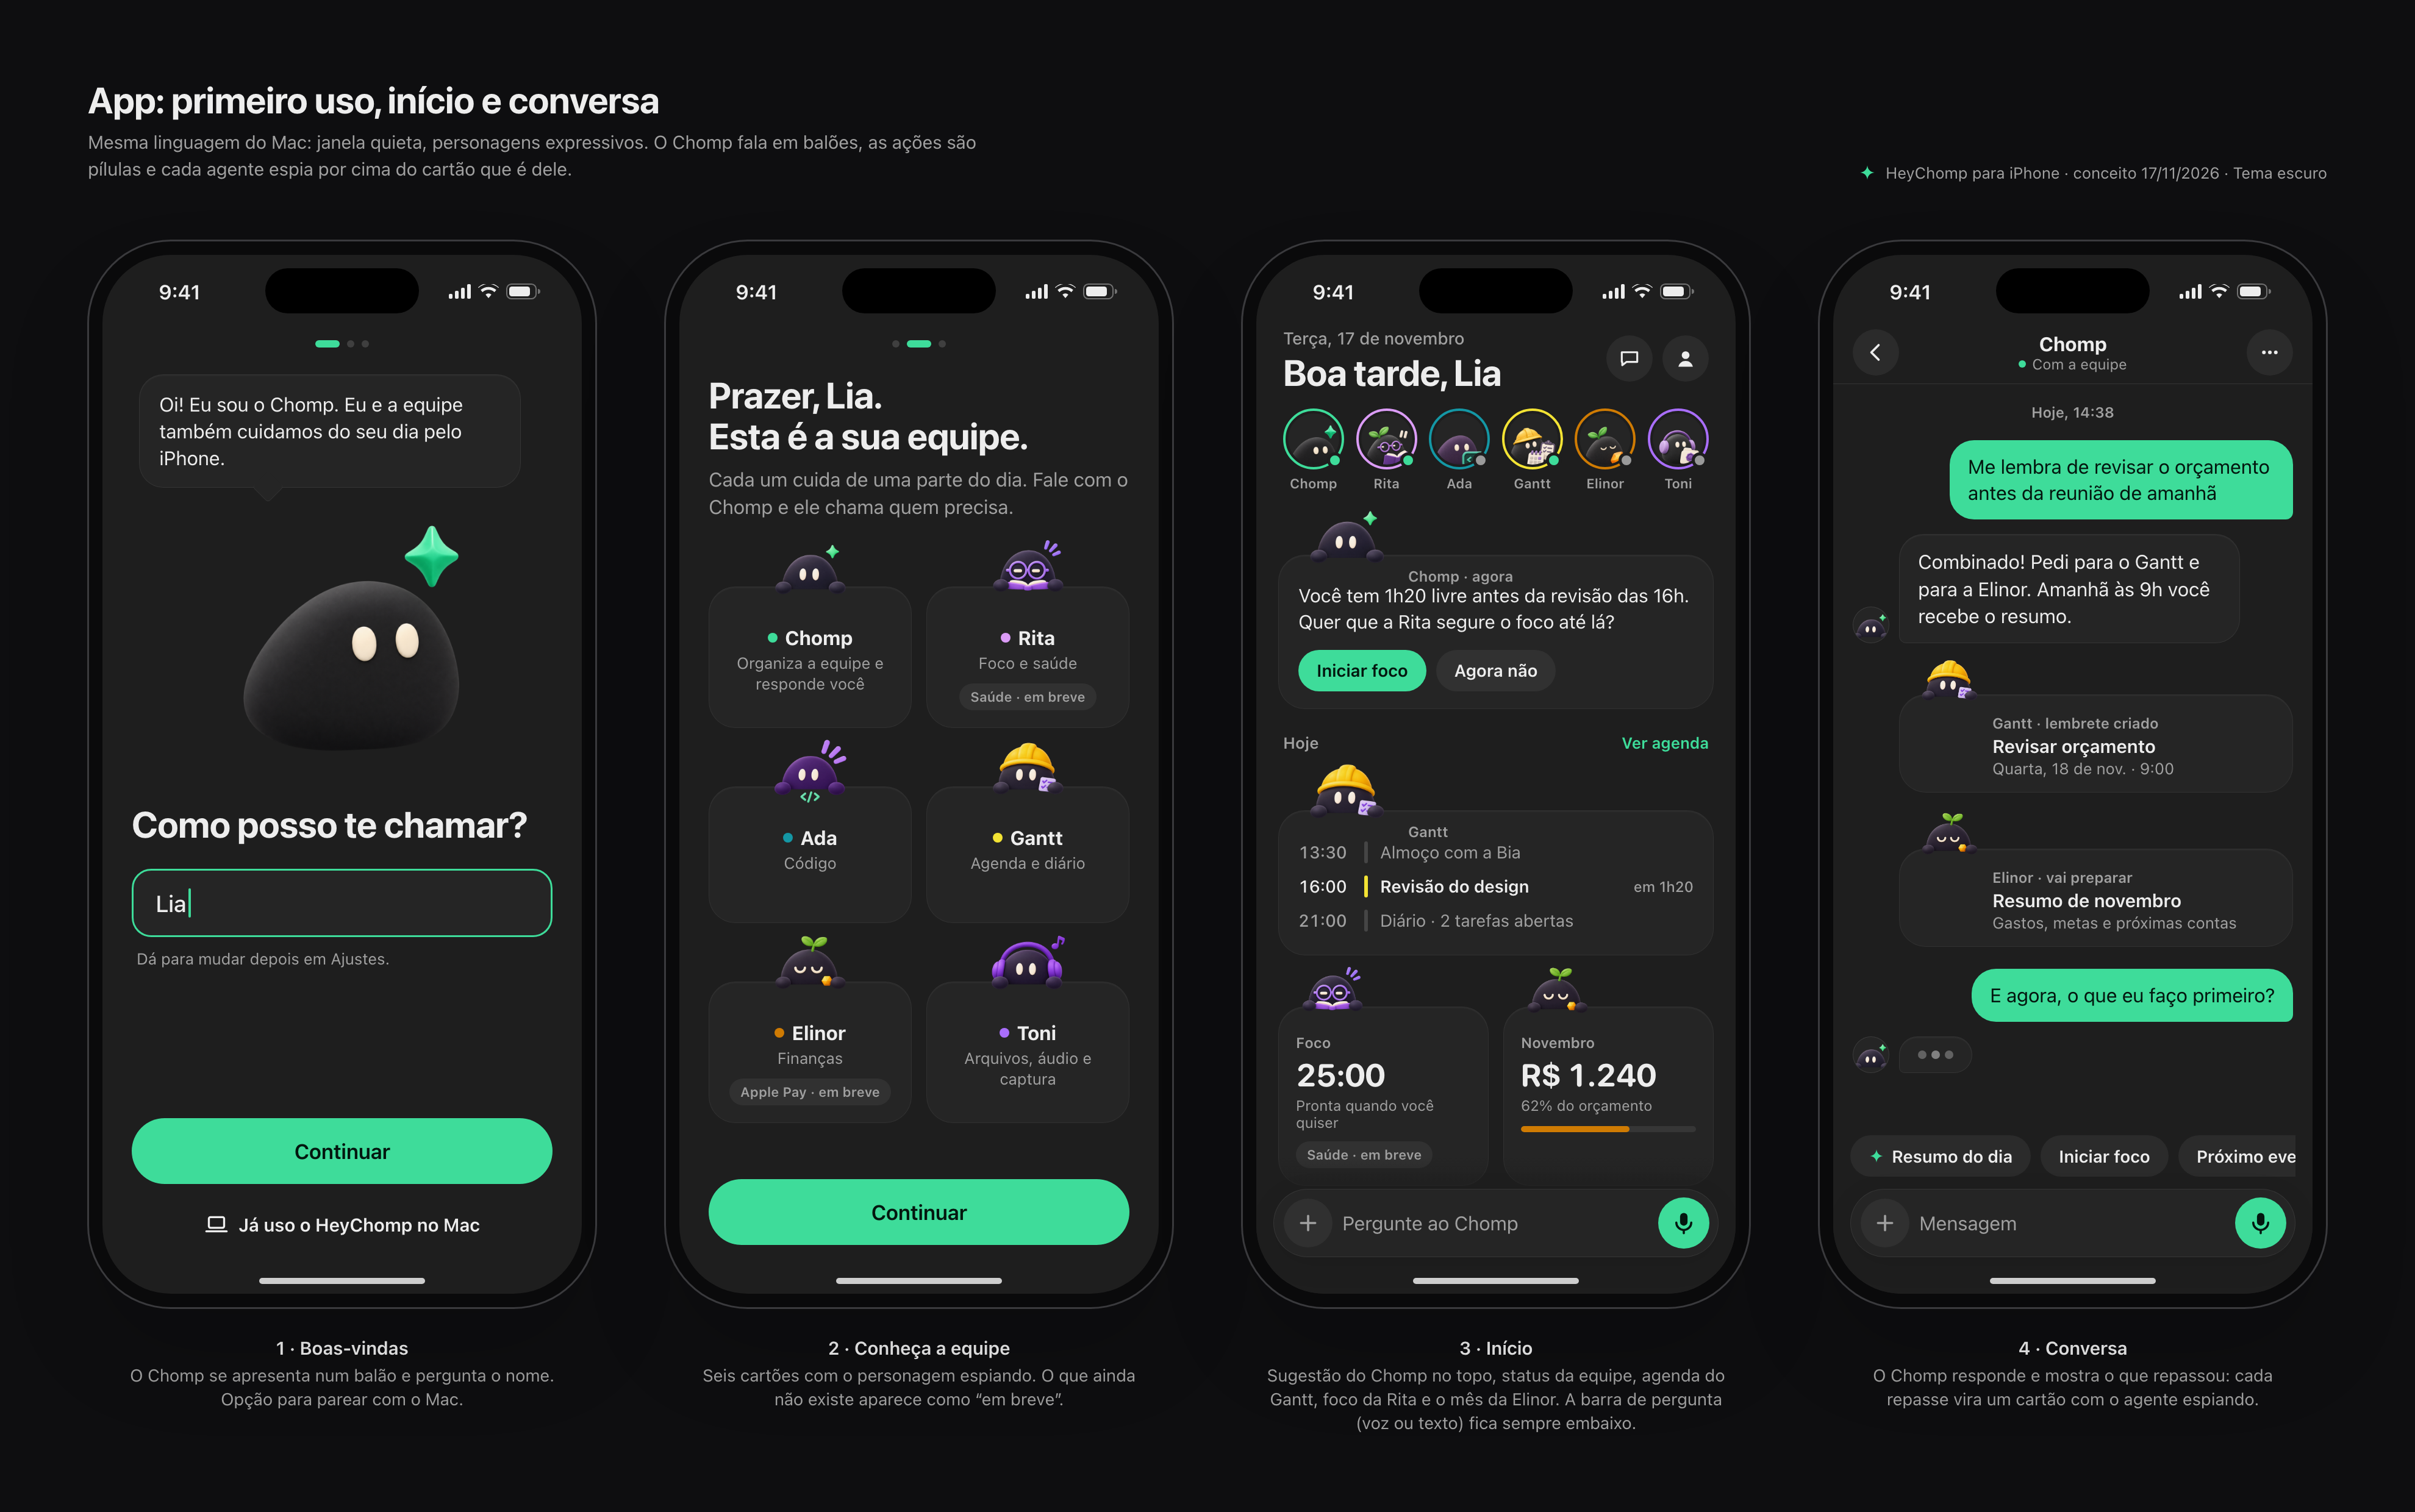 App: primeiro uso, início e conversa
Mesma linguagem do Mac: janela quieta, personagens expressivos. O Chomp fala em balões, as ações são
pílulas e cada agente espia por cima do cartão que é dele.
HeyChomp para iPhone · conceito 17/11/2026 · Tema escuro
9:41
Oi! Eu sou o Chomp. Eu e a equipe
também cuidamos do seu dia pelo
iPhone.
Como posso te chamar?
Lia
Dá para mudar depois em Ajustes.
Continuar
Já uso o HeyChomp no Mac
1 · Boas-vindas
O Chomp se apresenta num balão e pergunta o nome.
Opção para parear com o Mac.
9:41
Prazer, Lia.
Esta é a sua equipe.
Cada um cuida de uma parte do dia. Fale com o
Chomp e ele chama quem precisa.
Chomp
Organiza a equipe e
responde você
Rita
Foco e saúde
Saúde · em breve
</>
Ada
Código
Gantt
Agenda e diário
Elinor
Finanças
Apple Pay · em breve
Toni
Arquivos, áudio e
captura
Continuar
2 · Conheça a equipe
Seis cartões com o personagem espiando. O que ainda
não existe aparece como “em breve”.
9:41
Terça, 17 de novembro
Boa tarde, Lia
Chomp
Rita
Ada
Gantt
Elinor
Toni
Chomp · agora
Você tem 1h20 livre antes da revisão das 16h.
Quer que a Rita segure o foco até lá?
Iniciar foco
Agora não
Hoje
Ver agenda
Gantt
13:30 Almoço com a Bia
16:00 Revisão do design em 1h20
21:00 Diário · 2 tarefas abertas
Foco
25:00
Pronta quando você
quiser
Saúde · em breve
Novembro
R$ 1.240
62% do orçamento
Pergunte ao Chomp
3 · Início
Sugestão do Chomp no topo, status da equipe, agenda do
Gantt, foco da Rita e o mês da Elinor. A barra de pergunta
(voz ou texto) fica sempre embaixo.
9:41
Chomp
Com a equipe
Hoje, 14:38
Me lembra de revisar o orçamento
antes da reunião de amanhã
Combinado! Pedi para o Gantt e
para a Elinor. Amanhã às 9h você
recebe o resumo.
Gantt · lembrete criado
Revisar orçamento
Quarta, 18 de nov. · 9:00
Elinor · vai preparar
Resumo de novembro
Gastos, metas e próximas contas
E agora, o que eu faço primeiro?
Resumo do dia
Iniciar foco
Próximo eve
Mensagem
4 · Conversa
O Chomp responde e mostra o que repassou: cada
repasse vira um cartão com o agente espiando.